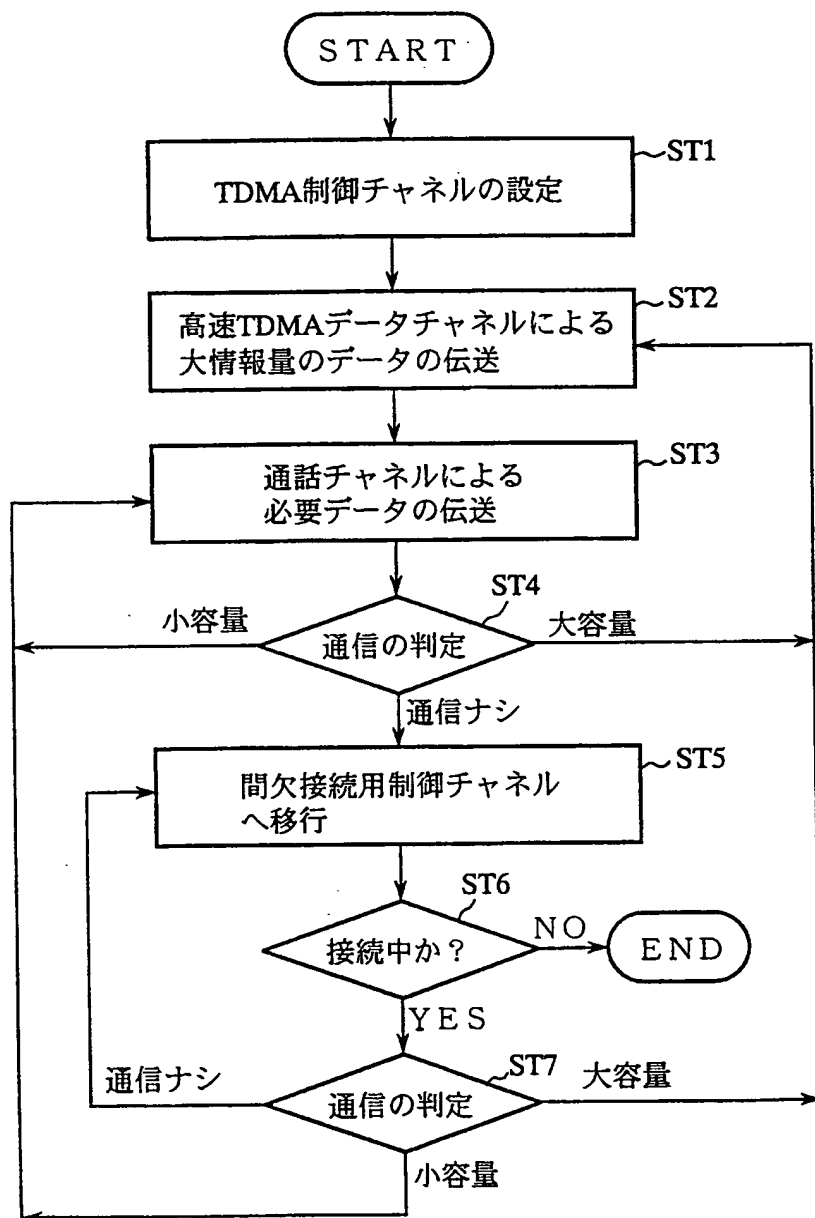 START
TDMA制御チャネルの設定
ST1
高速TDMAデータチャネルによる
大情報量のデータの伝送
ST2
通話チャネルによる
必要データの伝送
ST3
ST4
小容量
通信の判定
大容量
通信ナシ
間欠接続用制御チャネル
へ移行
ST5
ST6
接続中か？
NO
END
YES
ST7
通信ナシ
通信の判定
大容量
小容量